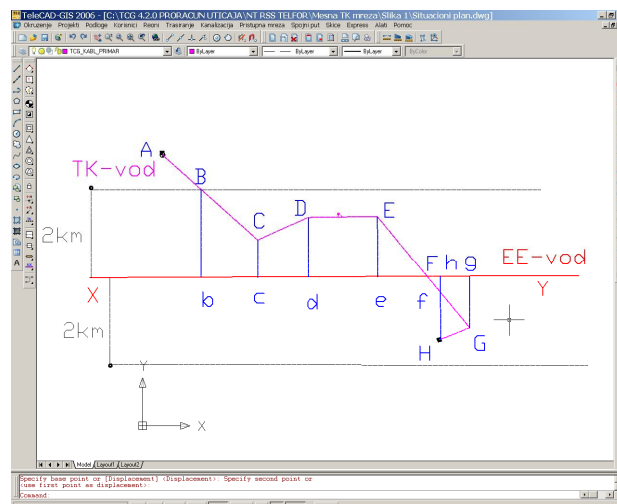 TeleCAD-GIS 2006 - [C:\TCG 4.2.0 PRORACUN UTICAJA\NT RSS TELFOR\Mesna TK mreza\Slika 1\Situacioni plan.dwg]
Okruzenje Projekti Podloge Korisnici Reoni Trasiranje Kanalizacija Pristupna mreza Spojni put Skice Express Alati Pomoc
TCG_KABL_PRIMAR ByLayer ByLayer ByLayer ByColor
A
TK-vod
B
C
D
E
2km
F h g
EE-vod
X
Y
b
c
d
e
f
2km
G
H
Y
X
Model Layout1 Layout2
Specify base point or [Displacement] <Displacement>: Specify second point or
<use first point as displacement>:
Command: